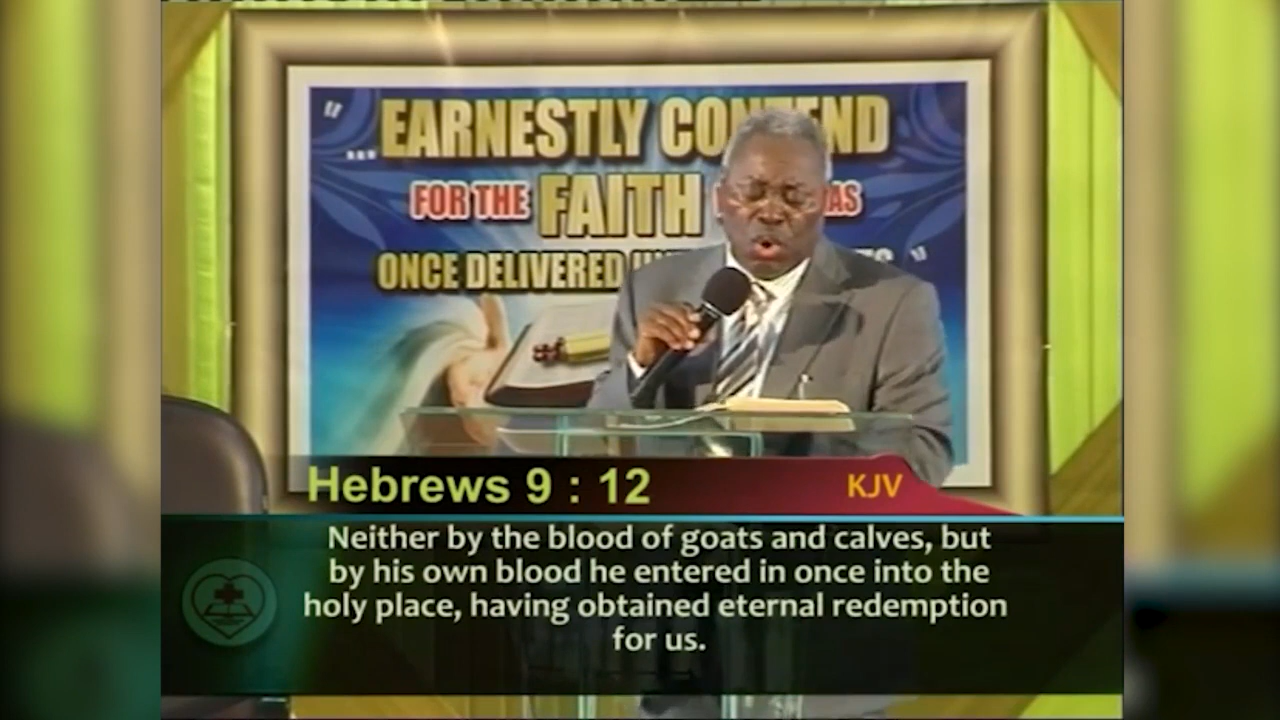 "
...EARNESTLY CO ND
FOR THE FAITH AS
ONCE DELIVERED "
Hebrews 9 : 12
KJV
Neither by the blood of goats and calves, but
by his own blood he entered in once into the
holy place, having obtained eternal redemption
for us.